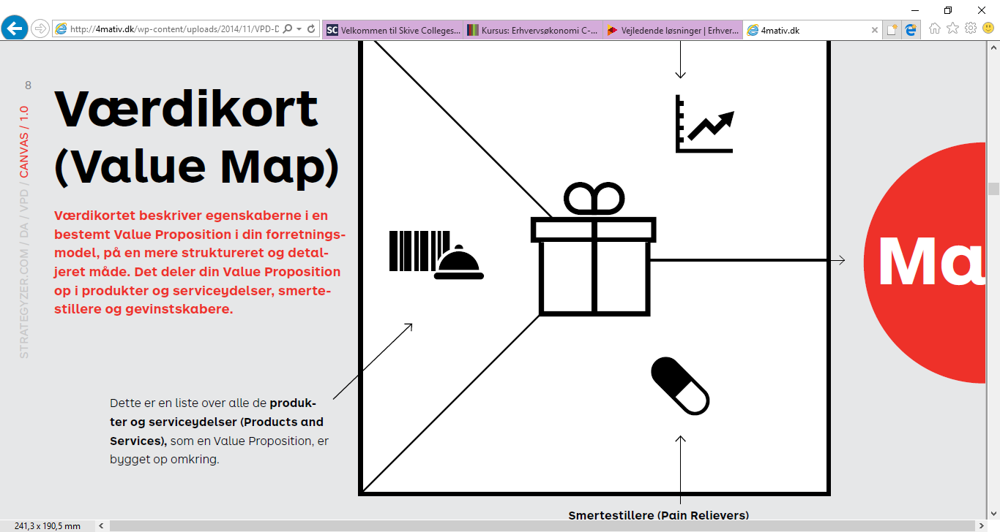 http://4mativ.dk/wp-content/uploads/2014/11/VPD-D
Velkommen til Skive Colleges...
Kursus: Erhvervsøkonomi C-...
Vejledende løsninger | Erhver...
4mativ.dk
8
STRATEGYZER.COM / DA / VPD / CANVAS / 1.0
Værdikort
(Value Map)
Værdikortet beskriver egenskaberne i en
bestemt Value Proposition i din forretnings-
model, på en mere struktureret og detal-
jeret måde. Det deler din Value Proposition
op i produkter og serviceydelser, smerte-
stillere og gevinstskabere.
Dette er en liste over alle de produk-
ter og serviceydelser (Products and
Services), som en Value Proposition, er
bygget op omkring.
Ma
Smertestillere (Pain Relievers)
241,3 x 190,5 mm